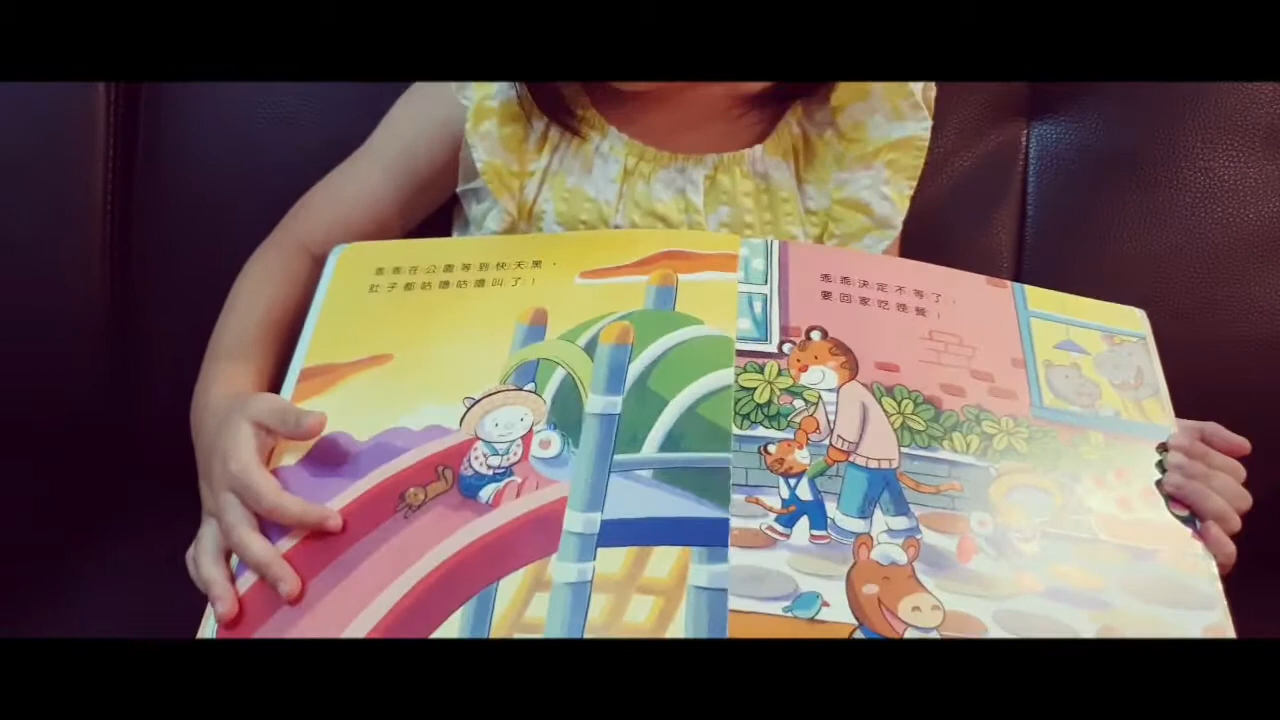 乖乖在公園等到快天黑，
肚子都咕嚕咕嚕叫了！
乖乖決定不等了，
要回家吃晚餐！